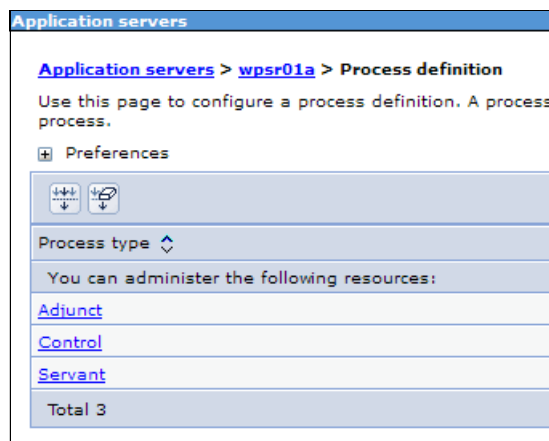 Application servers
Application servers > wpsr01a > Process definition
Use this page to configure a process definition. A process
process.
Preferences
Process type
You can administer the following resources:
Adjunct
Control
Servant
Total 3